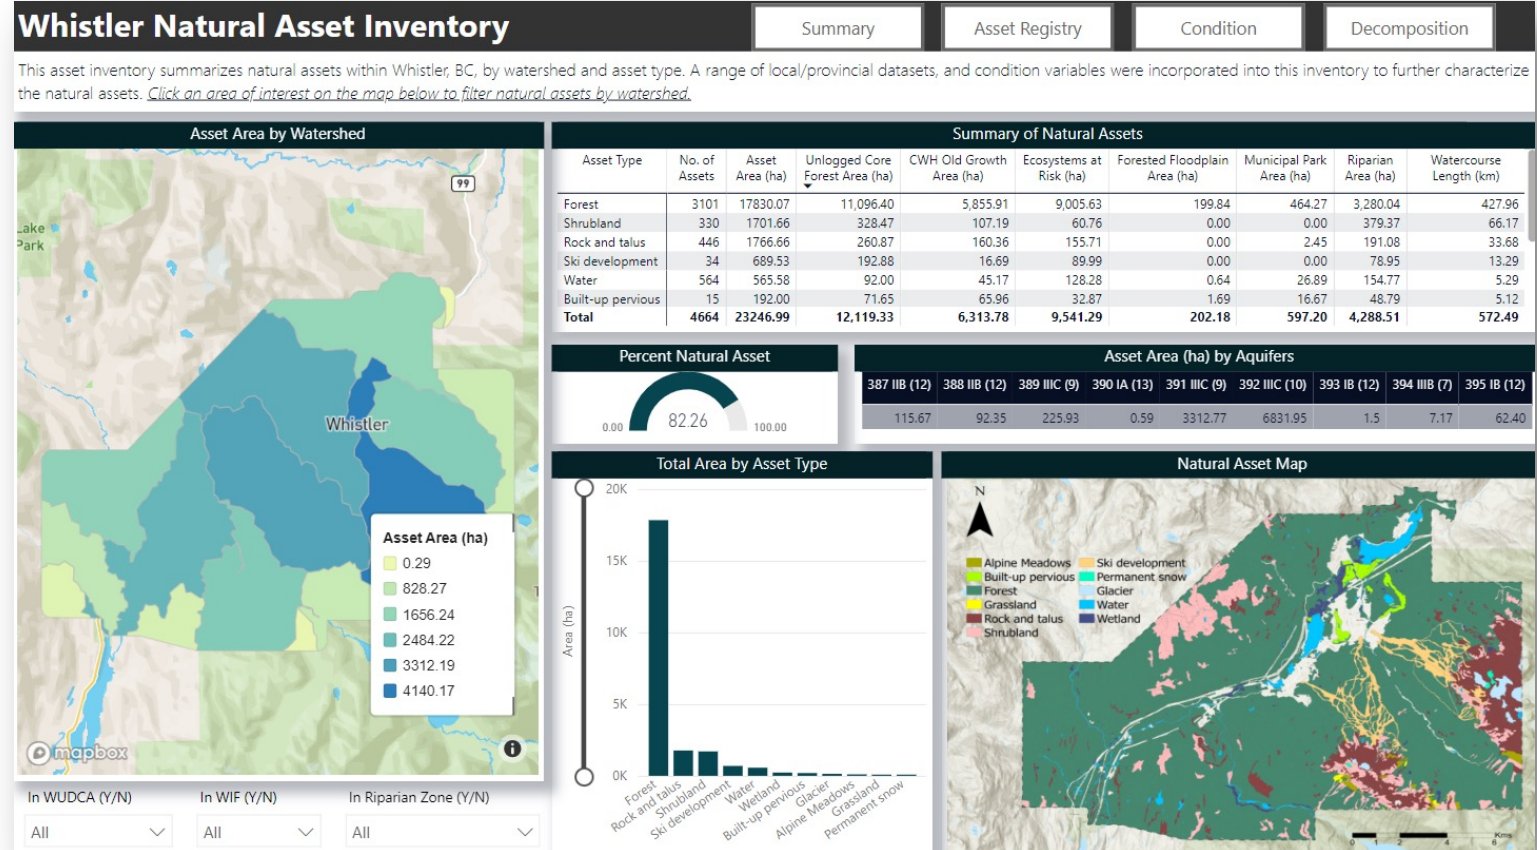 Whistler Natural Asset Inventory
Summary
Asset Registry
Condition
Decomposition
This asset inventory summarizes natural assets within Whistler, BC, by watershed and asset type. A range of local/provincial datasets, and condition variables were incorporated into this inventory to further characterize
the natural assets. Click an area of interest on the map below to filter natural assets by watershed.
Asset Area by Watershed
99
Lake
Park
Whistler
Asset Area (ha)
0.29
828.27
1656.24
2484.22
3312.19
4140.17
mapbox
In WUDCA (Y/N)
In WIF (Y/N)
In Riparian Zone (Y/N)
All
All
All
Summary of Natural Assets
Asset Type No. of Asset Unlogged Core CWH Old Growth Ecosystems at Forested Floodplain Municipal Park Riparian Watercourse
Assets Area (ha) Forest Area (ha) Area (ha) Risk (ha) Area (ha) Area (ha) Area (ha) Length (km)
Forest 3101 17830.07 11,096.40 5,855.91 9,005.63 199.84 464.27 3,280.04 427.96
Shrubland 330 1701.66 328.47 107.19 60.76 0.00 0.00 379.37 66.17
Rock and talus 446 1766.66 260.87 160.36 155.71 0.00 2.45 191.08 33.68
Ski development 34 689.53 192.88 16.69 89.99 0.00 0.00 78.95 13.29
Water 564 565.58 92.00 45.17 128.28 0.64 26.89 154.77 5.29
Built-up pervious 15 192.00 71.65 65.96 32.87 1.69 16.67 48.79 5.12
Total 4664 23246.99 12,119.33 6,313.78 9,541.29 202.18 597.20 4,288.51 572.49
Percent Natural Asset
0.00 82.26 100.00
Asset Area (ha) by Aquifers
387 IIB (12) 388 IIB (12) 389 IIIC (9) 390 IA (13) 391 IIIC (9) 392 IIIC (10) 393 IB (12) 394 IIIB (7) 395 IB (12)
115.67 92.35 225.93 0.59 3312.77 6831.95 1.5 7.17 62.40
Total Area by Asset Type
20K
15K
10K
5K
0K
Area (ha)
Forest
Rock and talus
Shrubland
Ski development
Water
Wetland
Built-up pervious
Glacier
Alpine Meadows
Grassland
Permanent snow
Natural Asset Map
N
Alpine Meadows Ski development
Built-up pervious Permanent snow
Forest Glacier
Grassland Water
Rock and talus Wetland
Shrubland
Kms
0 1 2 4 6